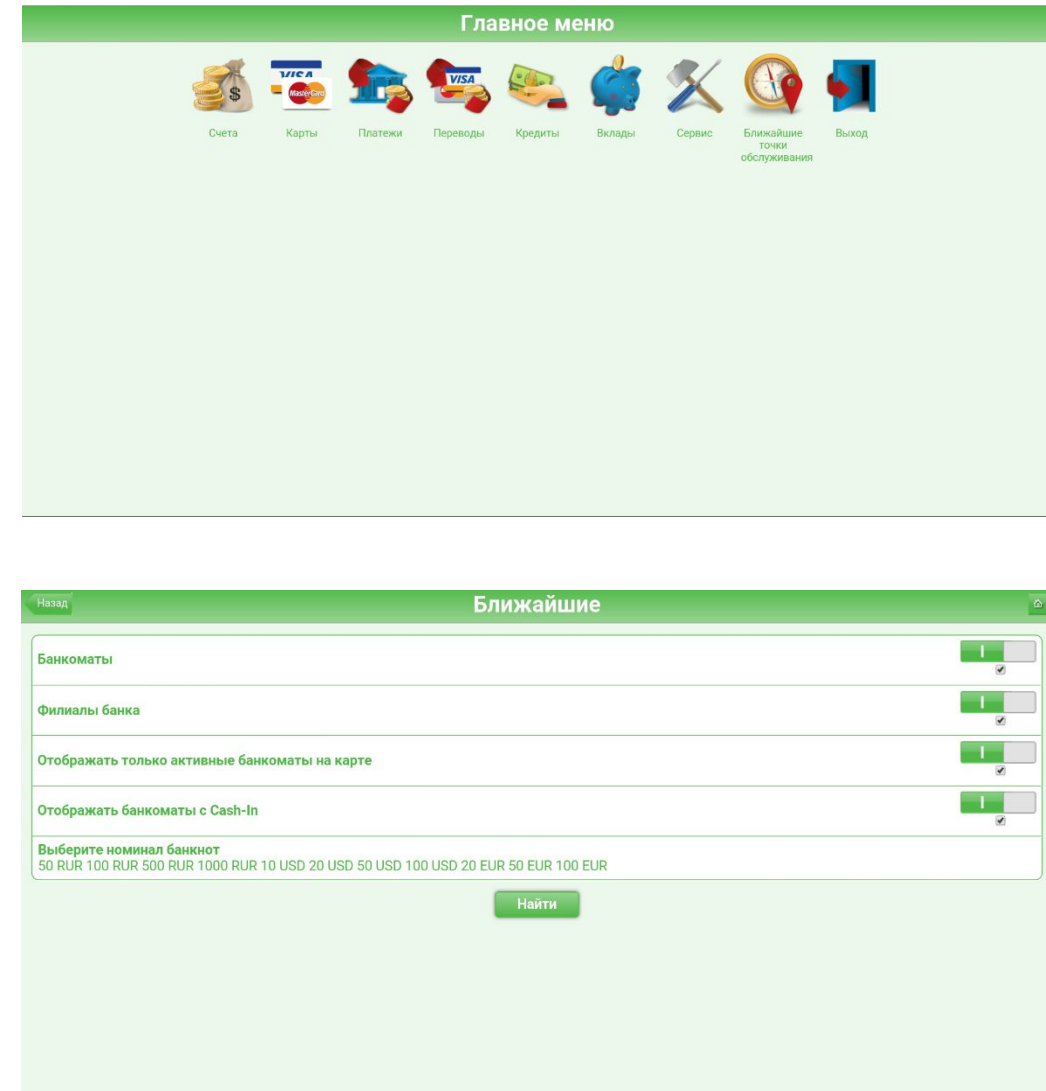 Главное меню
VISA
MasterCard
VISA
$
Счета
Карты
Платежи
Переводы
Кредиты
Вклады
Сервис
Ближайшие
точки
обслуживания
Выход
Назад
Ближайшие
Банкоматы
Филиалы банка
Отображать только активные банкоматы на карте
Отображать банкоматы с Cash-In
Выберите номинал банкнот
50 RUR 100 RUR 500 RUR 1000 RUR 10 USD 20 USD 50 USD 100 USD 20 EUR 50 EUR 100 EUR
Найти